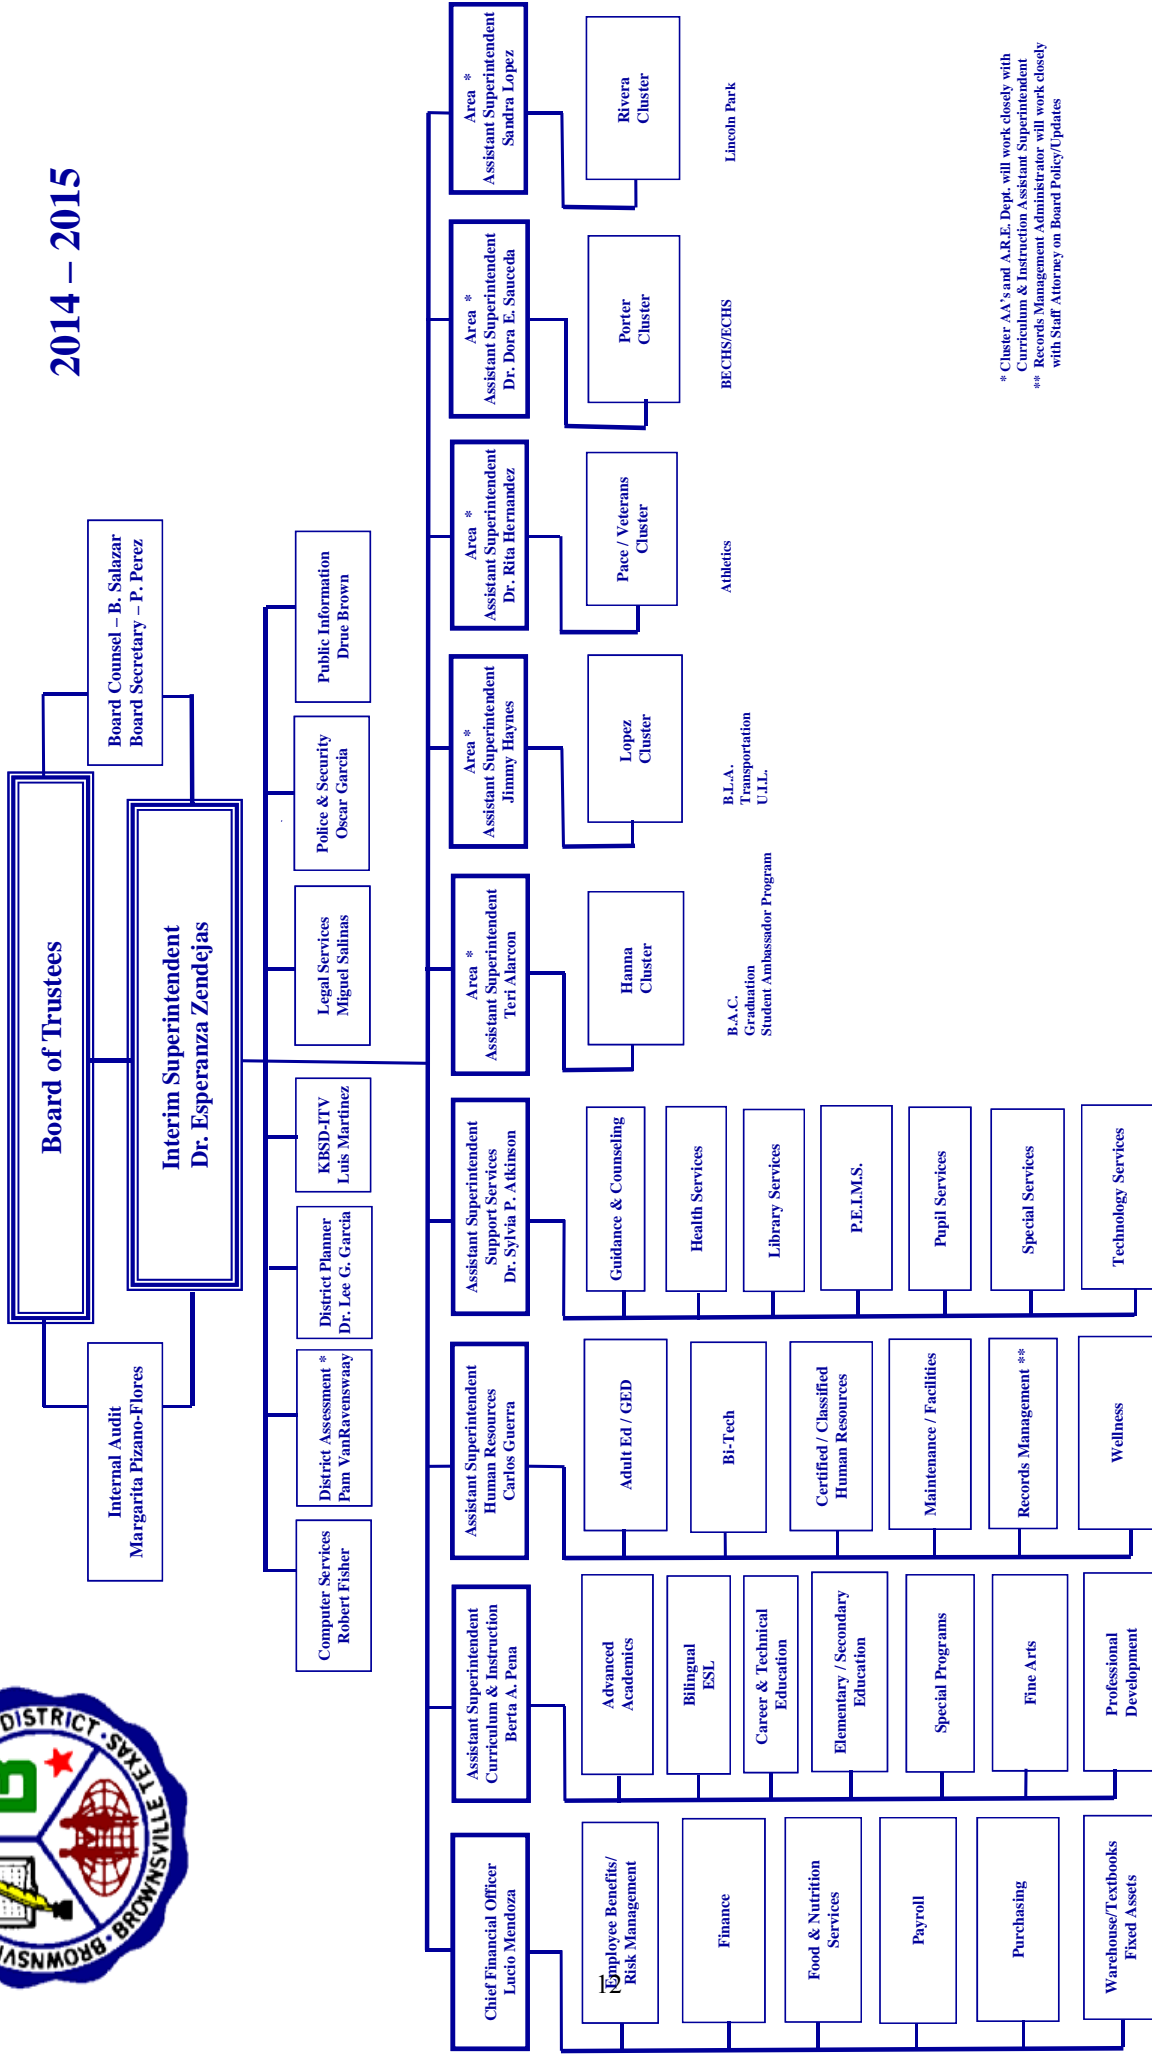 2014 – 2015
Board of Trustees
Internal Audit
Margarita Pizano-Flores
Board Counsel – B. Salazar
Board Secretary – P. Perez
Interim Superintendent
Dr. Esperanza Zendejas
Computer Services
Robert Fisher
District Assessment *
Pam VanRavenswaay
District Planner
Dr. Lee G. Garcia
KBSD-ITV
Luis Martinez
Legal Services
Miguel Salinas
Police & Security
Oscar Garcia
Public Information
Drue Brown
Chief Financial Officer
Lucio Mendoza
Employee Benefits/
Risk Management
Finance
Food & Nutrition
Services
Payroll
Purchasing
Warehouse/Textbooks
Fixed Assets
Assistant Superintendent
Curriculum & Instruction
Berta A. Pena
Advanced
Academics
Bilingual
ESL
Career & Technical
Education
Elementary / Secondary
Education
Special Programs
Fine Arts
Professional
Development
Assistant Superintendent
Human Resources
Carlos Guerra
Adult Ed / GED
Bi-Tech
Certified / Classified
Human Resources
Maintenance / Facilities
Records Management **
Wellness
Assistant Superintendent
Support Services
Dr. Sylvia P. Atkinson
Guidance & Counseling
Health Services
Library Services
P.E.I.M.S.
Pupil Services
Special Services
Technology Services
Area *
Assistant Superintendent
Teri Alarcon
Hanna
Cluster
B.A.C.
Graduation
Student Ambassador Program
Area *
Assistant Superintendent
Jimmy Haynes
Lopez
Cluster
B.L.A.
Transportation
U.I.L.
Area *
Assistant Superintendent
Dr. Rita Hernandez
Pace / Veterans
Cluster
Athletics
Area *
Assistant Superintendent
Dr. Dora E. Sauceda
Porter
Cluster
BECHS/ECHS
Area *
Assistant Superintendent
Sandra Lopez
Rivera
Cluster
Lincoln Park
* Cluster AA's and A.R.E. Dept. will work closely with
Curriculum & Instruction Assistant Superintendent
** Records Management Administrator will work closely
with Staff Attorney on Board Policy/Updates
DISTRICT · BROWNSVILLE TEXAS
12